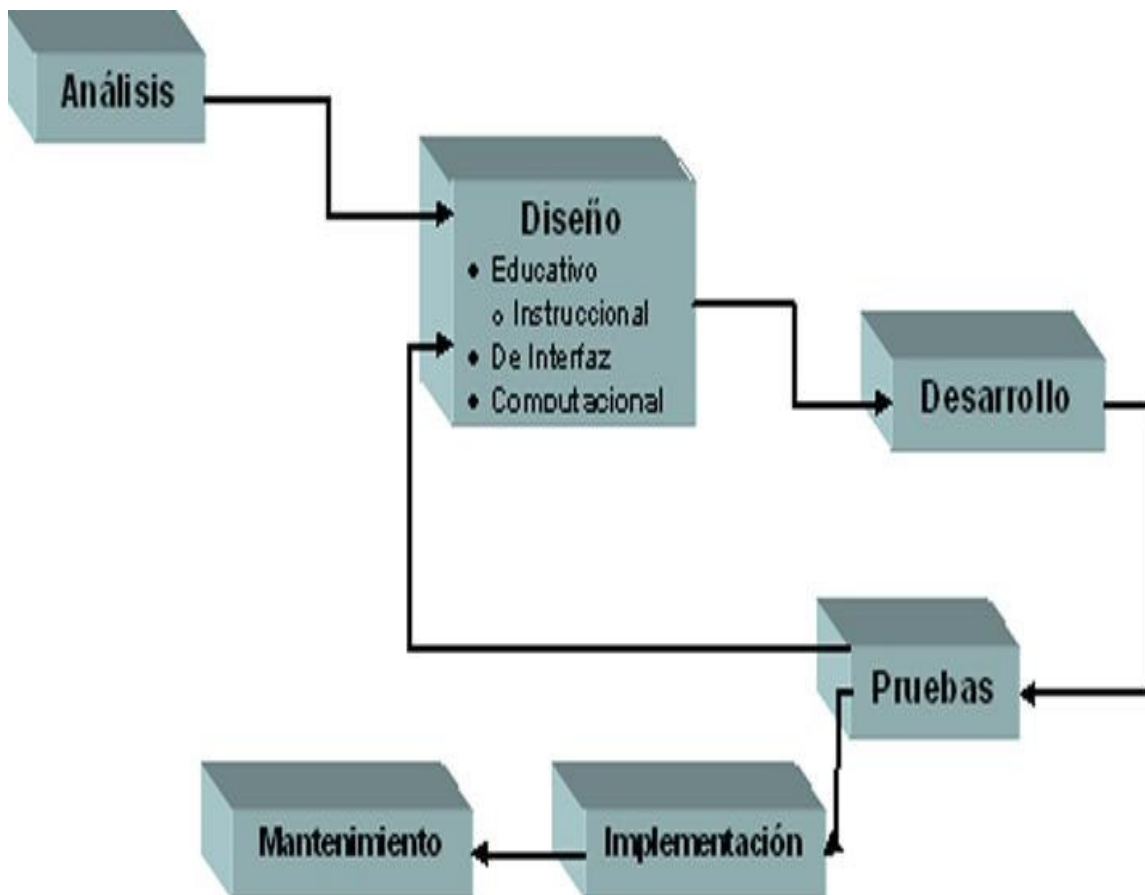 Análisis
Diseño
• Educativo
o Instruccional
• De Interfaz
• Computacional
Desarrollo
Pruebas
Mantenimiento
Implementación